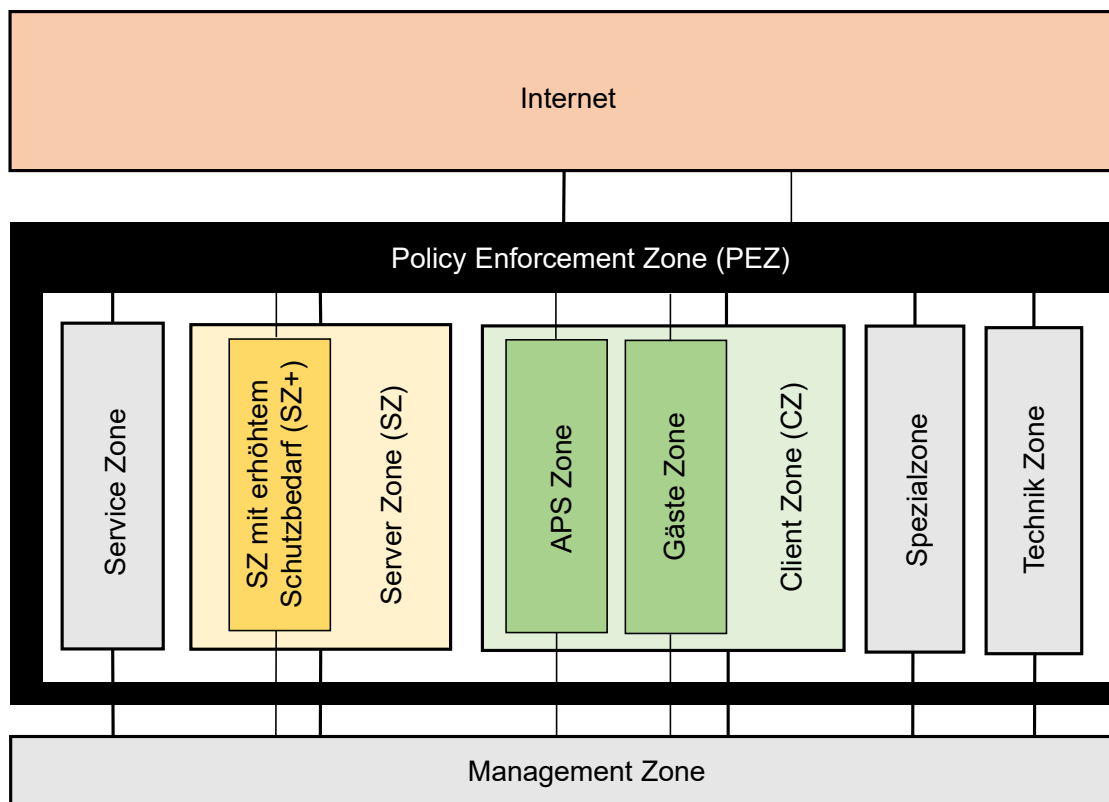 Internet
Policy Enforcement Zone (PEZ)
Service Zone
SZ mit erhöhtem
Schutzbedarf (SZ+)
Server Zone (SZ)
APS Zone
Gäste Zone
Client Zone (CZ)
Spezialzone
Technik Zone
Management Zone